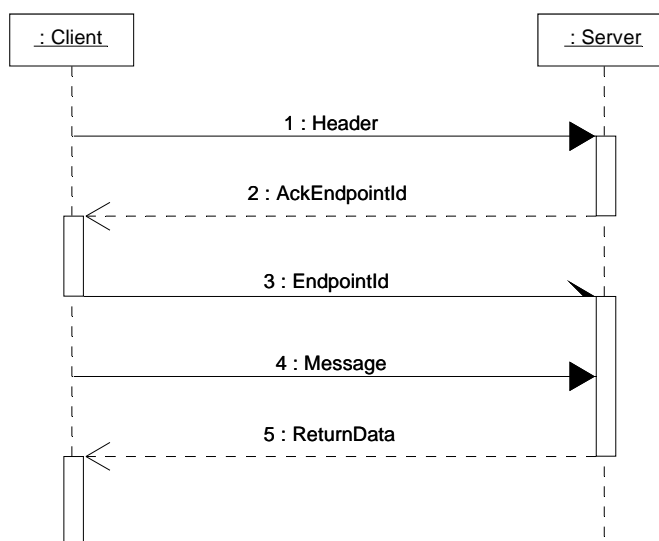 : Client
: Server
1 : Header
2 : AckEndpointId
3 : EndpointId
4 : Message
5 : ReturnData